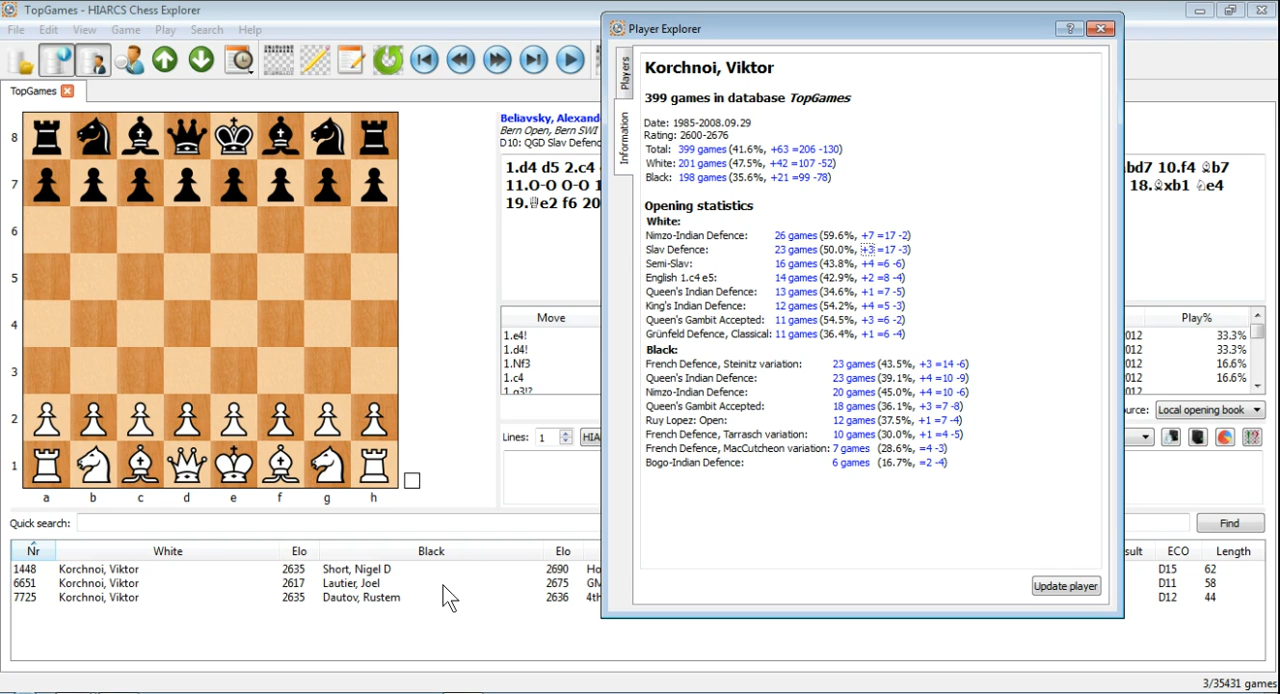 TopGames - HIARCS Chess Explorer
File Edit View Game Play Search Help
TopGames
8
7
6
5
4
3
2
1
a b c d e f g h
Beliavsky, Alexand
Bern Open, Bern SWI
D10: QGD Slav Defenc
1.d4 d5 2.c4
11.O-O O-O 1
19.♕e2 f6 20
bd7 10.f4 ♗b7
18.♗xb1 ♘e4
Move
1.e4!
1.d4!
1.Nf3
1.c4
1.g3!?
Play%
2012 33.3%
2012 33.3%
2012 16.6%
2012 16.6%
urce: Local opening book
Lines: 1 HIA
Player Explorer
Players
Information
Korchnoi, Viktor
399 games in database TopGames
Date: 1985-2008.09.29
Rating: 2600-2676
Total: 399 games (41.6%, +63 =206 -130)
White: 201 games (47.5%, +42 =107 -52)
Black: 198 games (35.6%, +21 =99 -78)
Opening statistics
White:
Nimzo-Indian Defence: 26 games (59.6%, +7 =17 -2)
Slav Defence: 23 games (50.0%, +3 =17 -3)
Semi-Slav: 16 games (43.8%, +4 =6 -6)
English 1.c4 e5: 14 games (42.9%, +2 =8 -4)
Queen's Indian Defence: 13 games (34.6%, +1 =7 -5)
King's Indian Defence: 12 games (54.2%, +4 =5 -3)
Queen's Gambit Accepted: 11 games (54.5%, +3 =6 -2)
Grünfeld Defence, Classical: 11 games (36.4%, +1 =6 -4)
Black:
French Defence, Steinitz variation: 23 games (43.5%, +3 =14 -6)
Queen's Indian Defence: 23 games (39.1%, +4 =10 -9)
Nimzo-Indian Defence: 20 games (45.0%, +4 =10 -6)
Queen's Gambit Accepted: 18 games (36.1%, +3 =7 -8)
Ruy Lopez: Open: 12 games (37.5%, +1 =7 -4)
French Defence, Tarrasch variation: 10 games (30.0%, +1 =4 -5)
French Defence, MacCutcheon variation: 7 games (28.6%, =4 -3)
Bogo-Indian Defence: 6 games (16.7%, =2 -4)
Update player
Quick search: Find
Nr White Elo Black Elo sult ECO Length
1448 Korchnoi, Viktor 2635 Short, Nigel D 2690 Ho D15 62
6651 Korchnoi, Viktor 2617 Lautier, Joel 2675 GM D11 58
7725 Korchnoi, Viktor 2635 Dautov, Rustem 2636 4th D12 44
3/35431 games